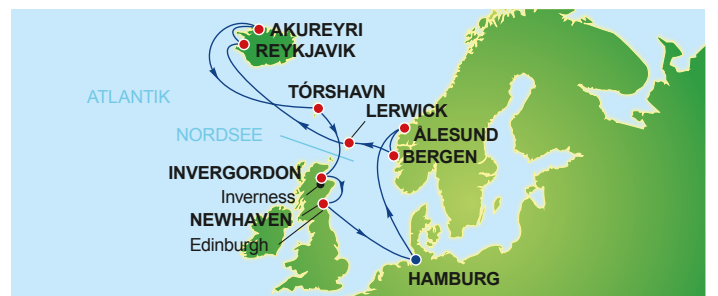 AKUREYRI
REYKJAVIK
TÓRSHAVN
ATLANTIK
LERWICK
NORDSEE
ÅLESUND
BERGEN
INVERGORDON
Inverness
NEWHAVEN
Edinburgh
HAMBURG